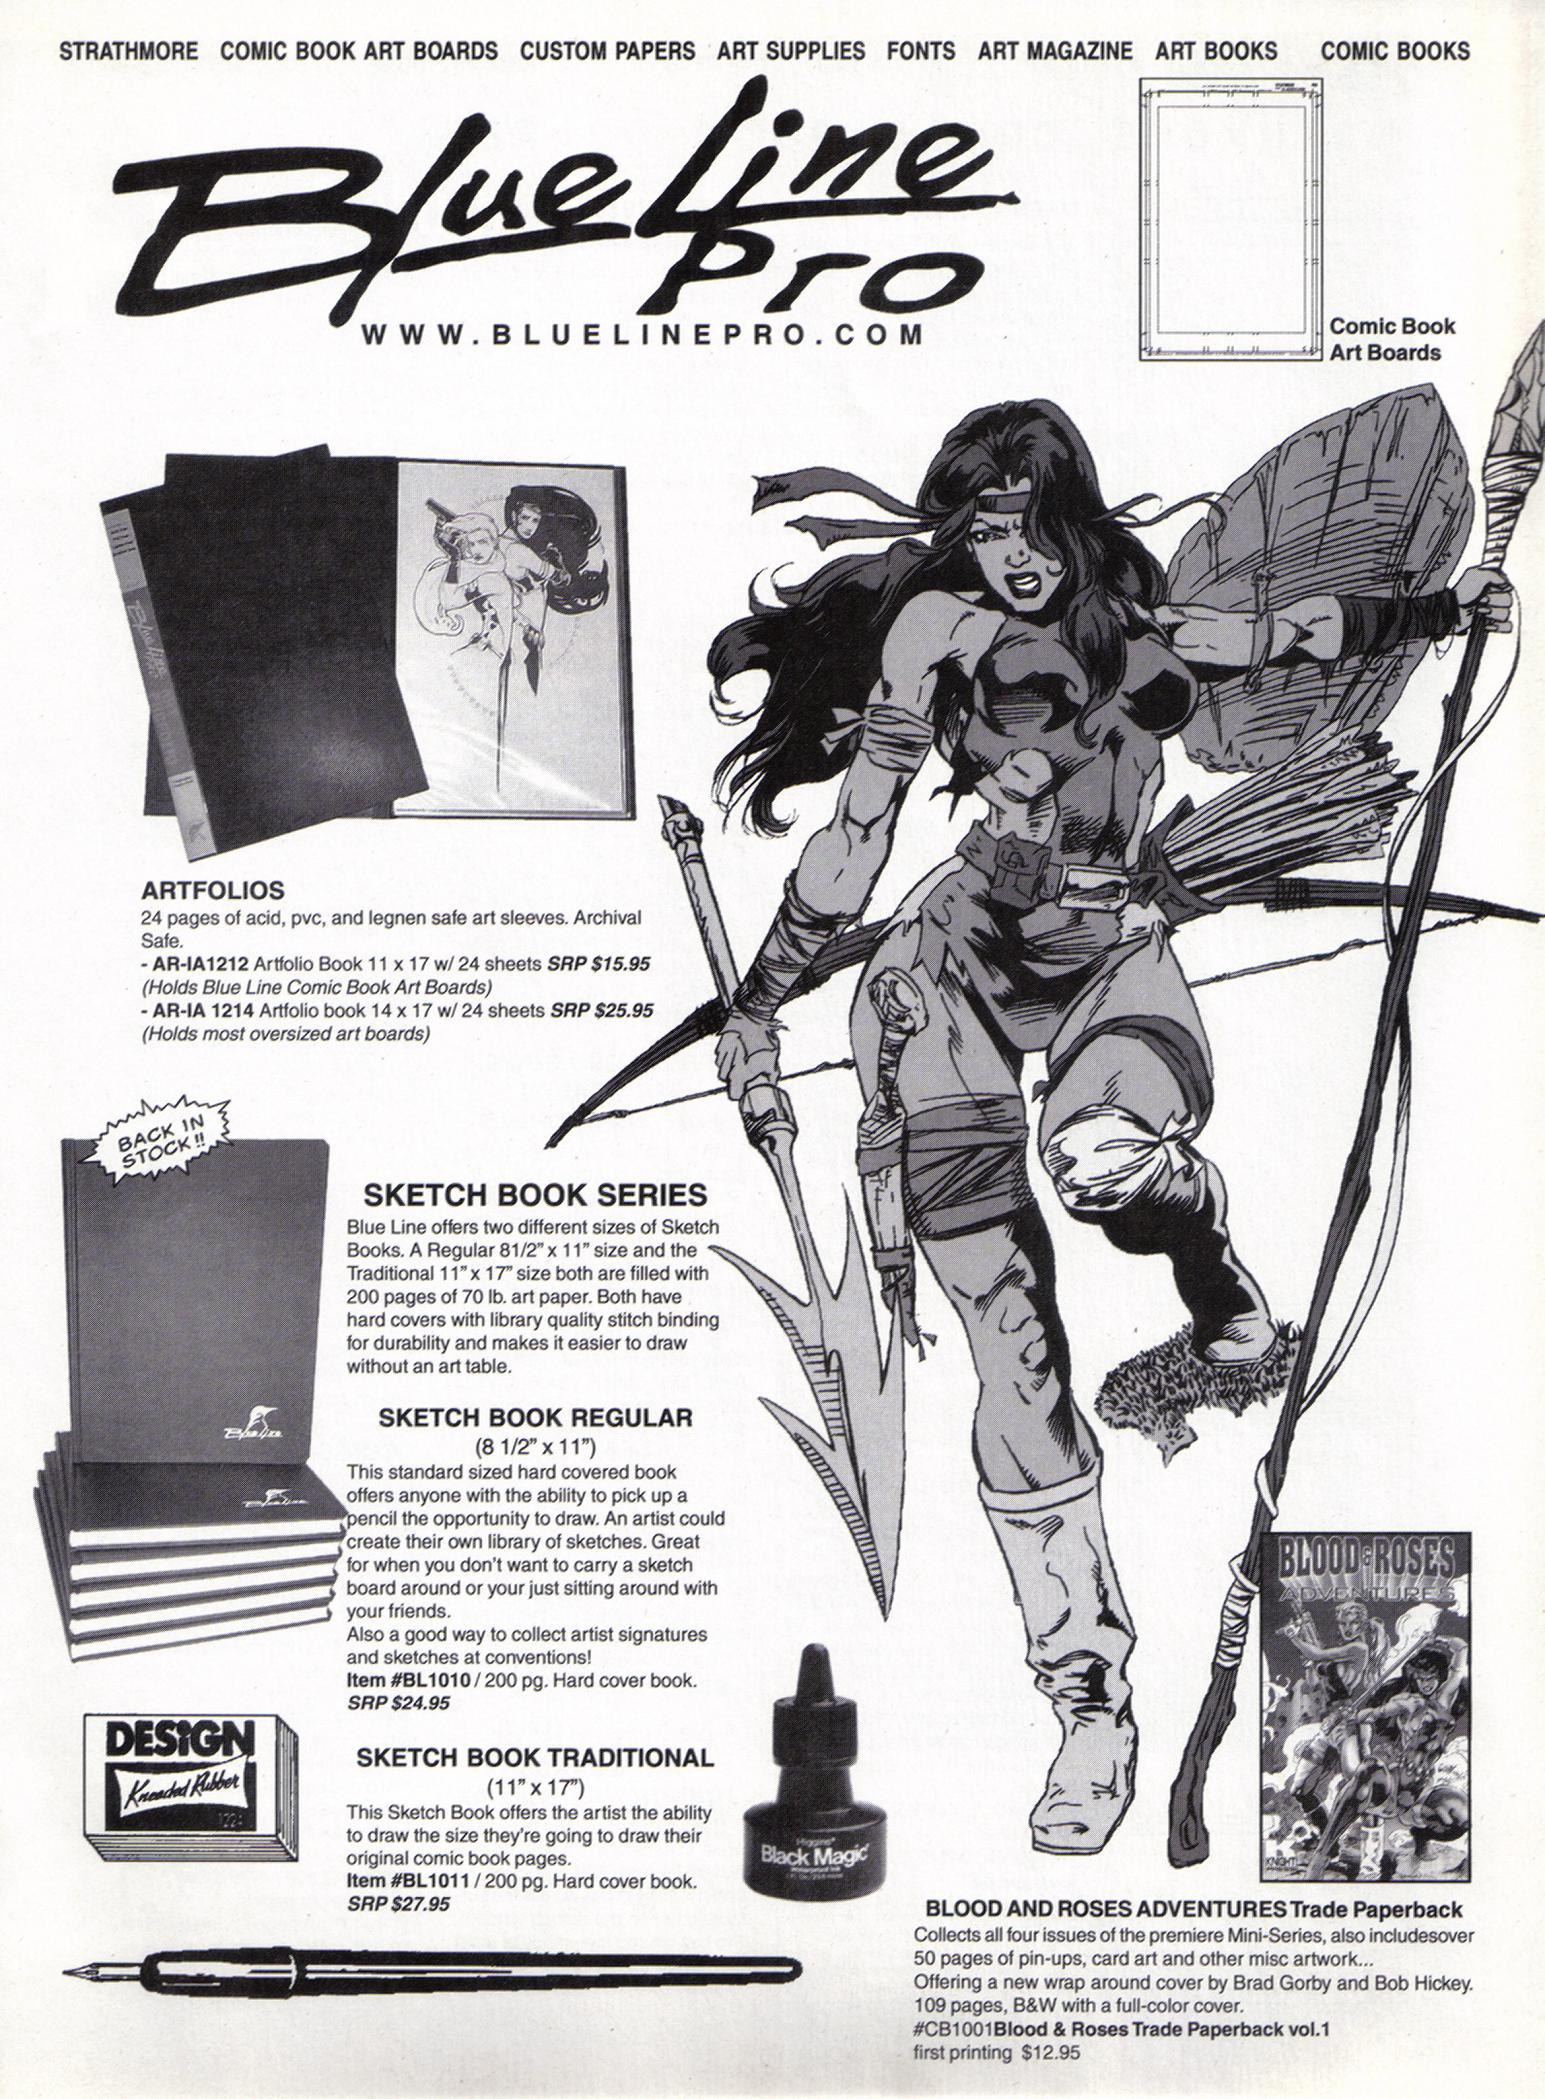 STRATHMORE COMIC BOOK ART BOARDS CUSTOM PAPERS ART SUPPLIES FONTS ART MAGAZINE ART BOOKS COMIC BOOKS
Blue Line
Pro
WWW.BLUELINEPRO.COM
Comic Book
Art Boards
ARTFOLIOS
24 pages of acid, pvc, and legnen safe art sleeves. Archival
Safe.
- AR-IA1212 Artfolio Book 11 x 17 w/ 24 sheets SRP $15.95
(Holds Blue Line Comic Book Art Boards)
- AR-IA 1214 Artfolio book 14 x 17 w/ 24 sheets SRP $25.95
(Holds most oversized art boards)
BACK IN
STOCK!!
Blue Line
Blue Line
SKETCH BOOK SERIES
Blue Line offers two different sizes of Sketch
Books. A Regular 81/2" x 11" size and the
Traditional 11" x 17" size both are filled with
200 pages of 70 lb. art paper. Both have
hard covers with library quality stitch binding
for durability and makes it easier to draw
without an art table.
SKETCH BOOK REGULAR
(8 1/2" x 11")
This standard sized hard covered book
offers anyone with the ability to pick up a
pencil the opportunity to draw. An artist could
create their own library of sketches. Great
for when you don't want to carry a sketch
board around or your just sitting around with
your friends.
Also a good way to collect artist signatures
and sketches at conventions!
Item #BL1010 / 200 pg. Hard cover book.
SRP $24.95
DESiGN
Kneaded Rubber
1224
SKETCH BOOK TRADITIONAL
(11" x 17")
This Sketch Book offers the artist the ability
to draw the size they're going to draw their
original comic book pages.
Item #BL1011 / 200 pg. Hard cover book.
SRP $27.95
Higgins
Black Magic
waterproof ink
BLOOD & ROSES
ADVENTURES
KNIGHT
BLOOD AND ROSES ADVENTURES Trade Paperback
Collects all four issues of the premiere Mini-Series, also includesover
50 pages of pin-ups, card art and other misc artwork...
Offering a new wrap around cover by Brad Gorby and Bob Hickey.
109 pages, B&W with a full-color cover.
#CB1001Blood & Roses Trade Paperback vol.1
first printing $12.95